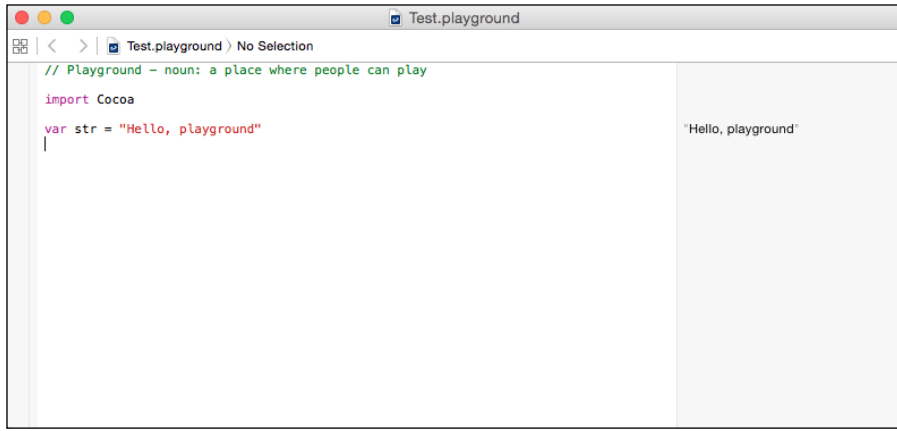 Test.playground
Test.playground 〉 No Selection
// Playground – noun: a place where people can play
import Cocoa
var str = "Hello, playground"
"Hello, playground"